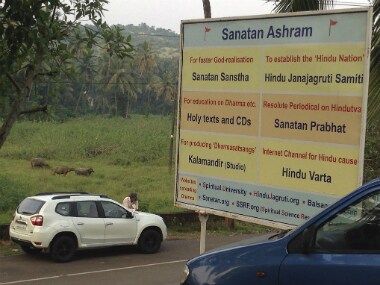 Sanatan Ashram
For faster God-realisation
To establish the 'Hindu Nation'
Sanatan Sanstha
Hindu Janajagruti Samiti
For education on Dharma etc.
Resolute Periodical on Hindutva
Holy texts and CDs
Sanatan Prabhat
For producing 'Dharmasatsangs'
Internet Channel for Hindu cause
Kalamandir (Studio)
Hindu Varta
Spiritual University • HinduJagruti.org
Sanatan.org • SSRF.org